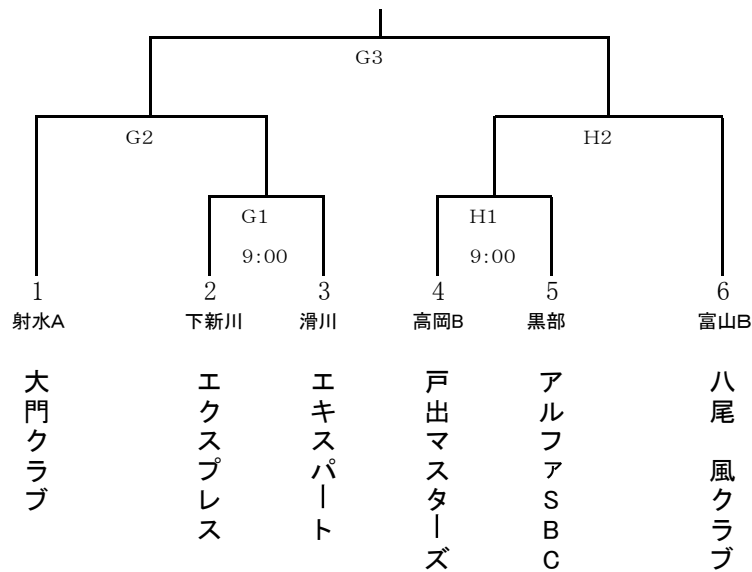 G3
G2
H2
G1
H1
9:00
9:00
1
2
3
4
5
6
射水A
下新川
滑川
高岡B
黒部
富山B
大門クラブ
エクスプレス
エキスパート
戸出マスターズ
アルファSBC
八尾　風クラブ